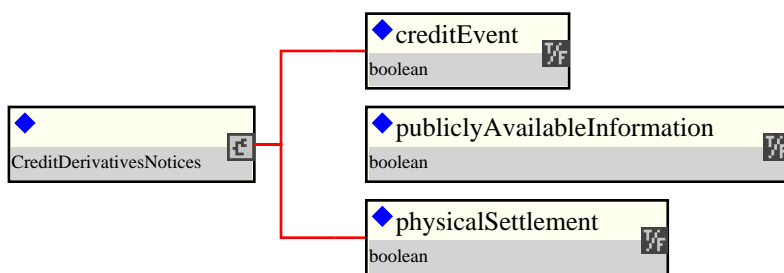 creditEvent
T/F
boolean
CreditDerivativesNotices
publiclyAvailableInformation
T/F
boolean
physicalSettlement
T/F
boolean